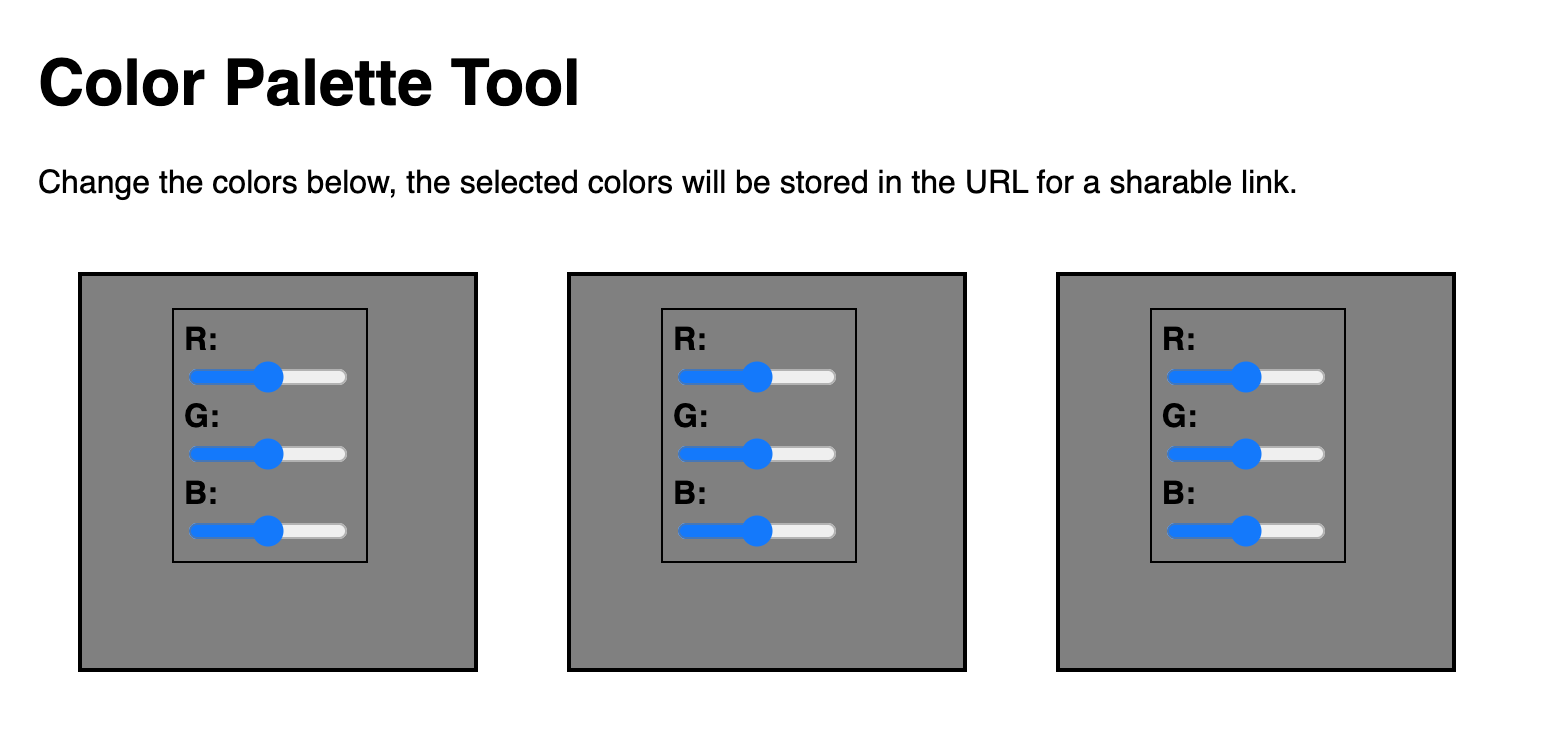 Color Palette Tool
Change the colors below, the selected colors will be stored in the URL for a sharable link.
R:
G:
B:
R:
G:
B:
R:
G:
B: